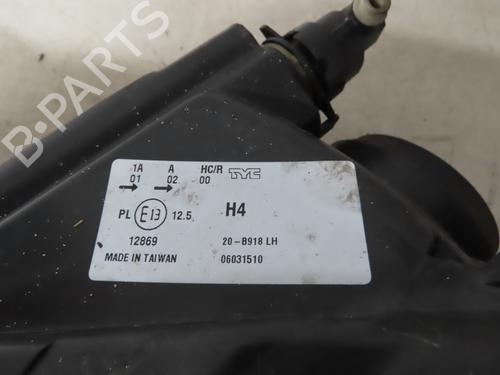 1A A HC/R TYC
01 02 00
PL E13 12.5 H4
12869 20-B918 LH
MADE IN TAIWAN 06031510
B-PARTS
B-PARTS